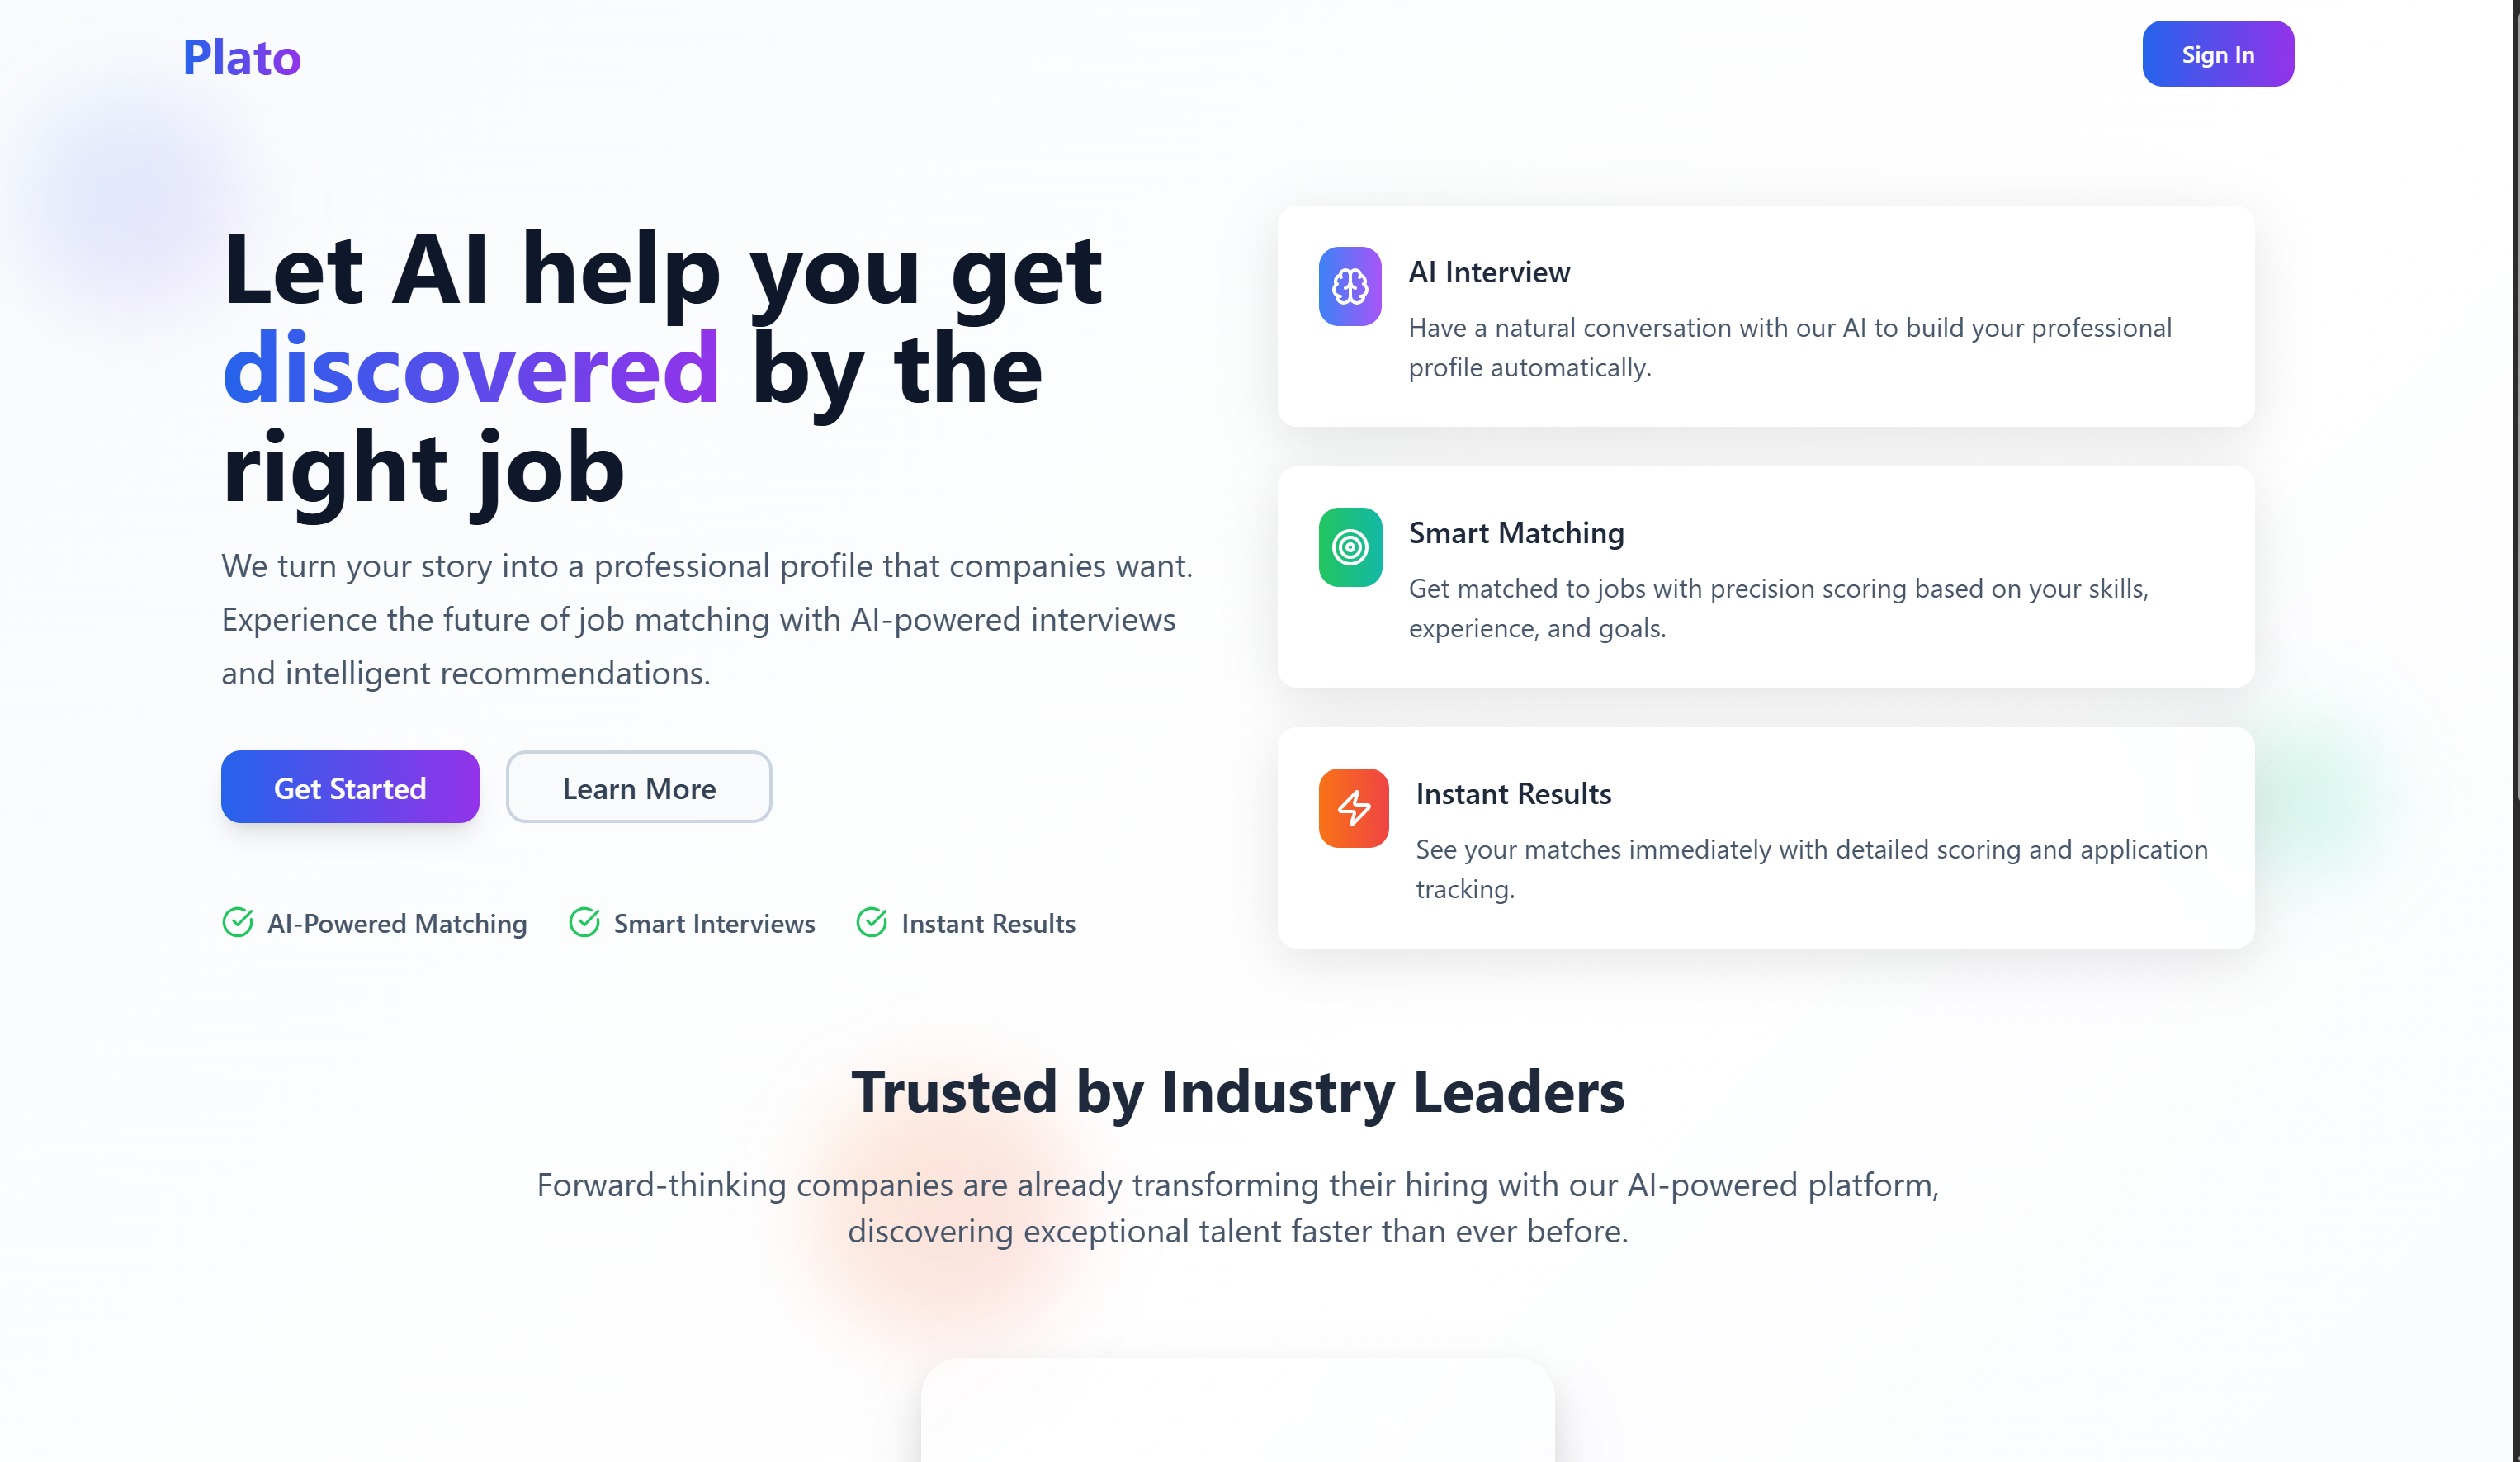 Plato
Sign In
Let AI help you get
discovered by the
right job
We turn your story into a professional profile that companies want.
Experience the future of job matching with AI-powered interviews
and intelligent recommendations.
Get Started
Learn More
AI-Powered Matching
Smart Interviews
Instant Results
AI Interview
Have a natural conversation with our AI to build your professional
profile automatically.
Smart Matching
Get matched to jobs with precision scoring based on your skills,
experience, and goals.
Instant Results
See your matches immediately with detailed scoring and application
tracking.
Trusted by Industry Leaders
Forward-thinking companies are already transforming their hiring with our AI-powered platform,
discovering exceptional talent faster than ever before.